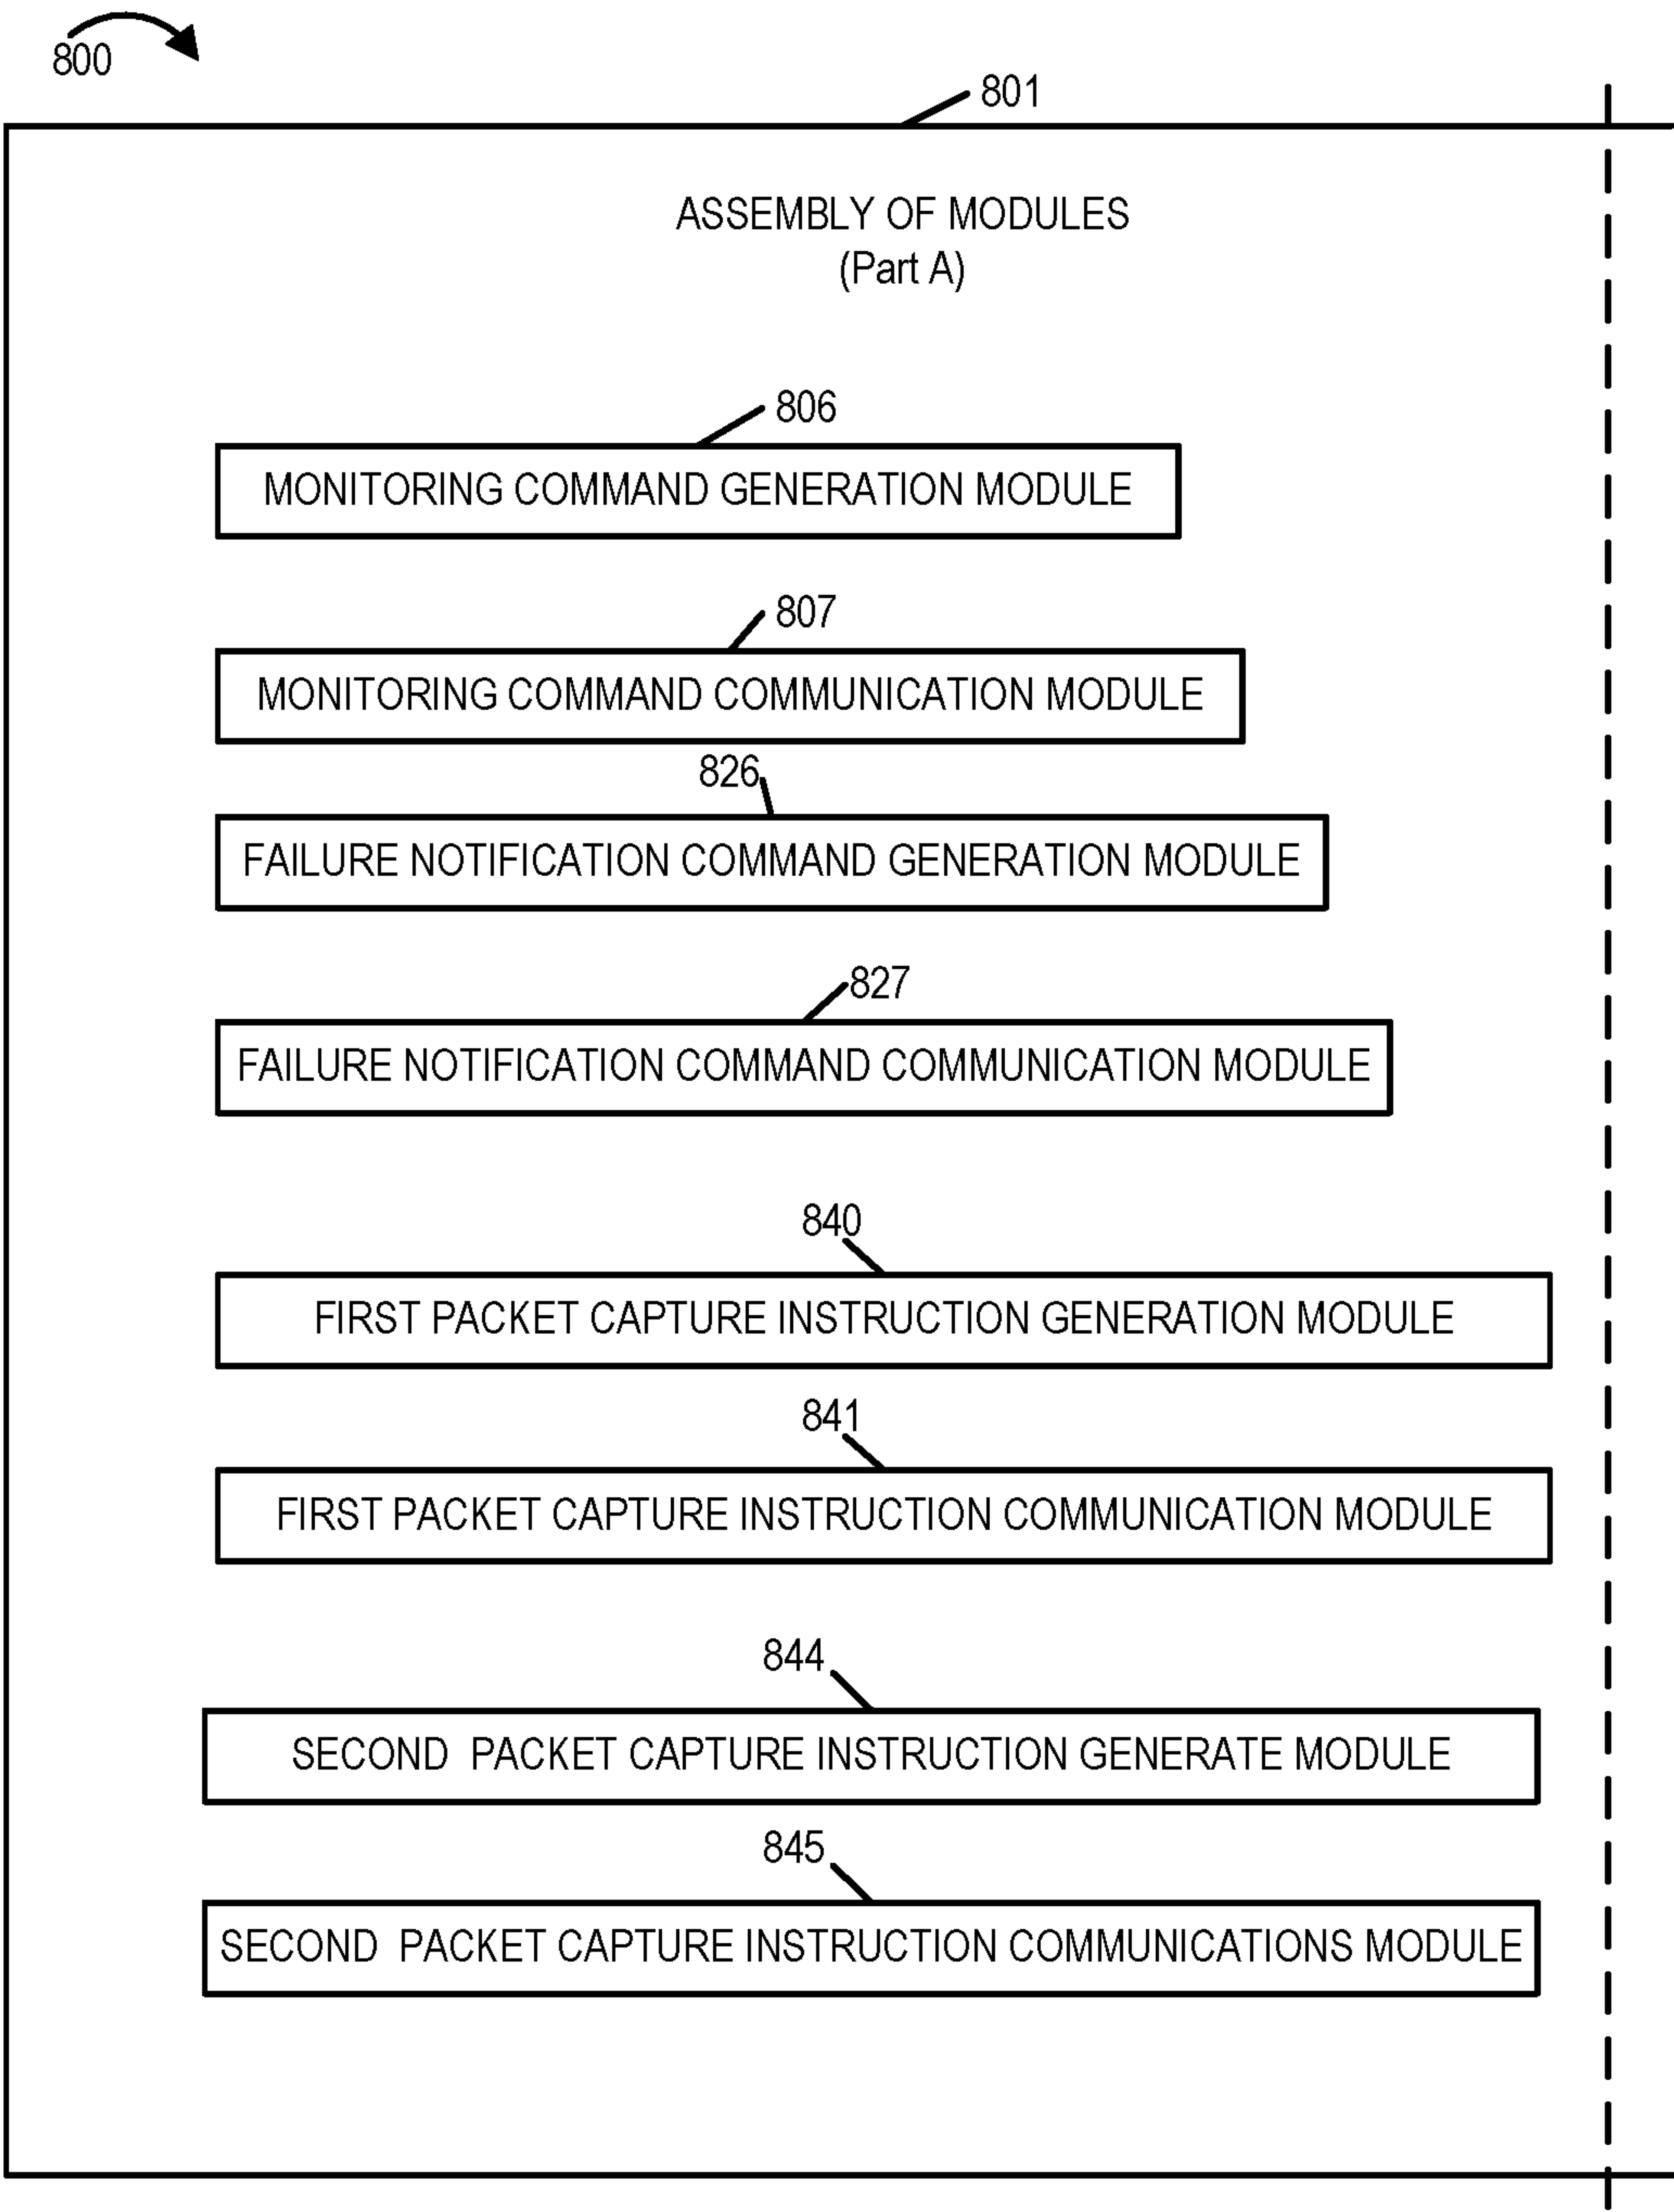 800
801
ASSEMBLY OF MODULES
(Part A)
806
MONITORING COMMAND GENERATION MODULE
807
MONITORING COMMAND COMMUNICATION MODULE
826
FAILURE NOTIFICATION COMMAND GENERATION MODULE
827
FAILURE NOTIFICATION COMMAND COMMUNICATION MODULE
840
FIRST PACKET CAPTURE INSTRUCTION GENERATION MODULE
841
FIRST PACKET CAPTURE INSTRUCTION COMMUNICATION MODULE
844
SECOND  PACKET CAPTURE INSTRUCTION GENERATE MODULE
845
SECOND  PACKET CAPTURE INSTRUCTION COMMUNICATIONS MODULE